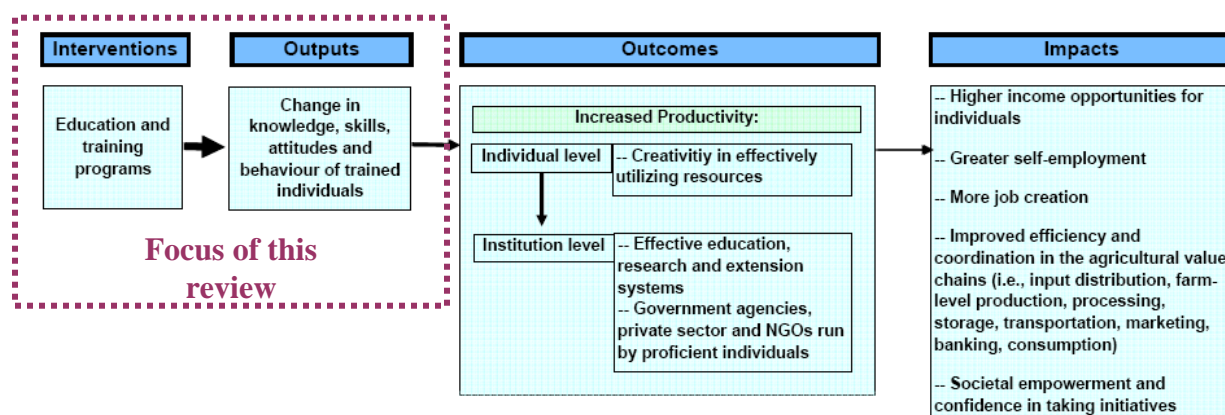 Interventions
Outputs
Outcomes
Impacts
Education and
training
programs
Change in
knowledge, skills,
attitudes and
behaviour of trained
individuals
Focus of this
review
Increased Productivity:
Individual level
-- Creativitiy in effectively
utilizing resources
Institution level
-- Effective education,
research and extension
systems
-- Government agencies,
private sector and NGOs run
by proficient individuals
-- Higher income opportunities for
individuals
-- Greater self-employment
-- More job creation
-- Improved efficiency and
coordination in the agricultural value
chains (i.e., input distribution, farm-
level production, processing,
storage, transportation, marketing,
banking, consumption)
-- Societal empowerment and
confidence in taking initiatives